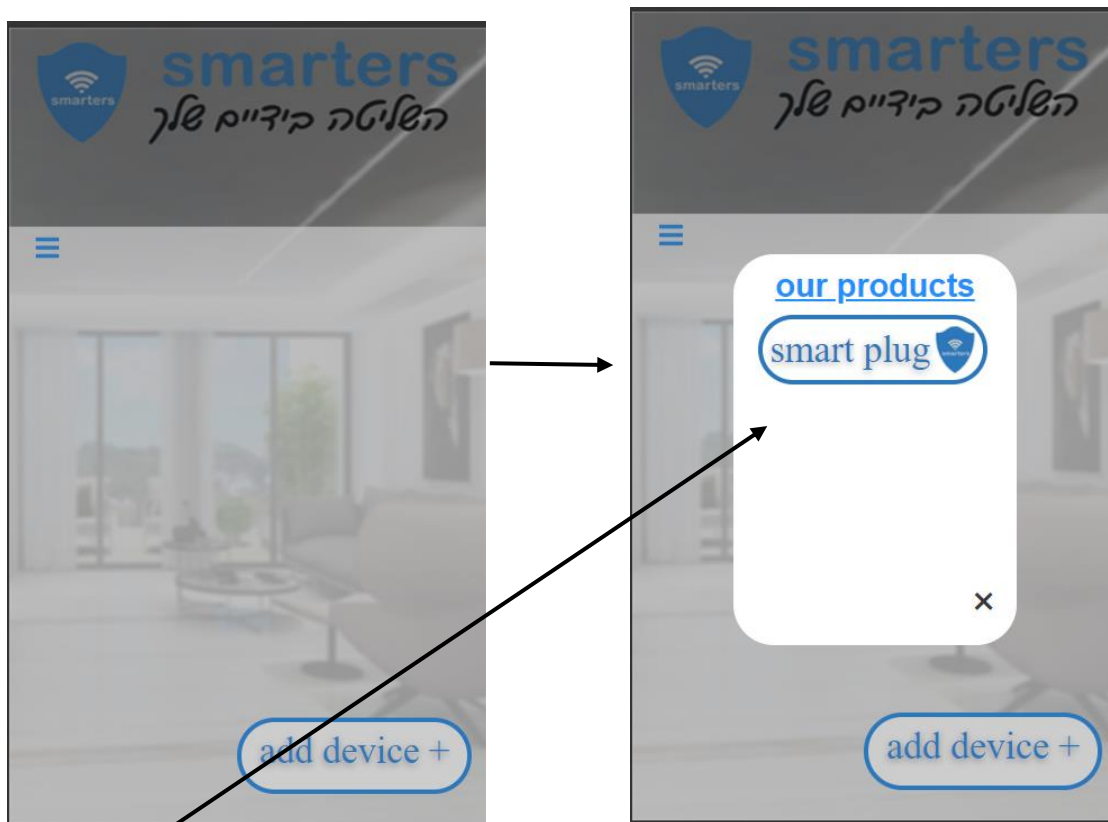 smarters
smarters
השליטה בידיים שלך
add device +
smarters
smarters
השליטה בידיים שלך
our products
smart plug
smarters
add device +